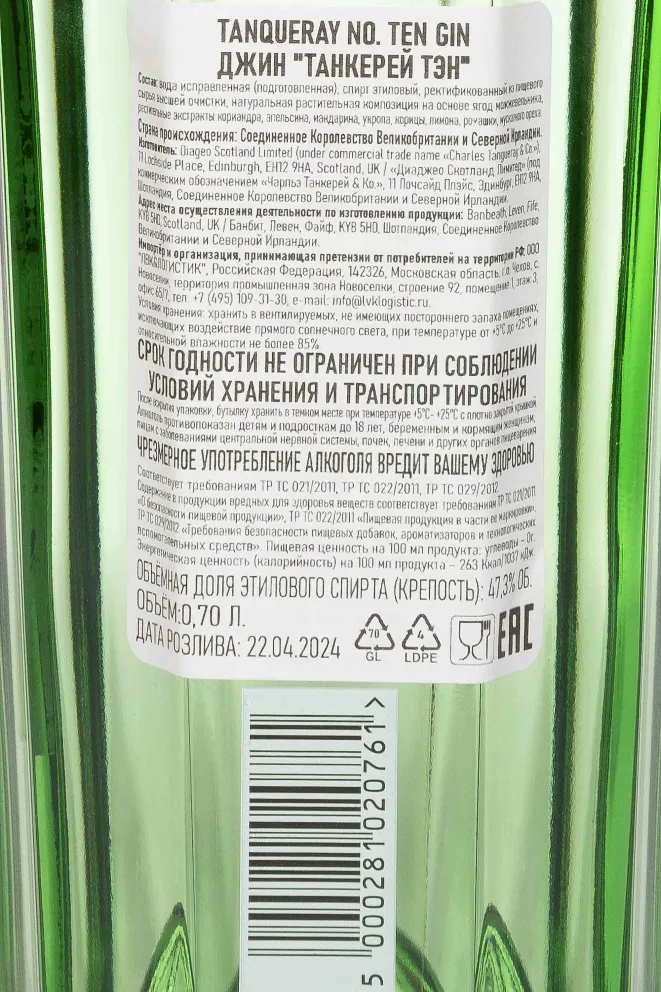 TANQUERAY NO. TEN GIN
ДЖИН "ТАНКЕРЕЙ ТЭН"
Состав: вода исправленная (подготовленная), спирт этиловый, ректификованный из пищевого
сырья высшей очистки, натуральная растительная композиция на основе ягод можжевельника,
растительные экстракты кориандра, апельсина, мандарина, укропа, корицы, лимона, ромашки, мускатного ореха.
Страна происхождения: Соединенное Королевство Великобритании и Северной Ирландии.
Изготовитель: Diageo Scotland Limited (under commercial trade name «Charles Tanqueray & Co.»),
11 Lochside Place, Edinburgh, EH12 9HA, Scotland, UK / «Диаджео Скотланд Лимитед» (под
коммерческим обозначением «Чарльз Танкерей & Ко.», 11 Лочсайд Плэйс, Эдинбург, EH12 9HA,
Шотландия, Соединенное Королевство Великобритании и Северной Ирландии.
Адрес места осуществления деятельности по изготовлению продукции: Banbeath, Leven, Fife,
KY8 5HD, Scotland, UK / Банбит, Левен, Файф, KY8 5HD, Шотландия, Соединенное Королевство
Великобритании и Северной Ирландии.
Импортёр и организация, принимающая претензии от потребителей на территории РФ: ООО
"ЛВК-ЛОГИСТИК", Российская Федерация, 142326, Московская область, г.о. Чехов, с.
Новоселки, территория промышленная зона Новоселки, строение 92, помещение 1, этаж 3,
офис 65/7, тел. +7 (495) 109-31-30, e-mail: info@lvklogistic.ru.
Условия хранения: хранить в вентилируемых, не имеющих постороннего запаха помещениях,
исключающих воздействие прямого солнечного света, при температуре от +5°C до +25°C и
относительной влажности не более 85%.
СРОК ГОДНОСТИ НЕ ОГРАНИЧЕН ПРИ СОБЛЮДЕНИИ
УСЛОВИЙ ХРАНЕНИЯ И ТРАНСПОРТИРОВАНИЯ
После вскрытия упаковки, бутылку хранить в темном месте при температуре +5°C- +25°C с плотно закрытой крышкой.
Алкоголь противопоказан детям и подросткам до 18 лет, беременным и кормящим женщинам,
лицам с заболеваниями центральной нервной системы, почек, печени и других органов пищеварения
ЧРЕЗМЕРНОЕ УПОТРЕБЛЕНИЕ АЛКОГОЛЯ ВРЕДИТ ВАШЕМУ ЗДОРОВЬЮ
Соответствует требованиям ТР ТС 021/2011, ТР ТС 022/2011, ТР ТС 029/2012
Содержание в продукции вредных для здоровья веществ соответствует требованиям ТР ТС 021/2011
«О безопасности пищевой продукции», ТР ТС 022/2011 «Пищевая продукция в части ее маркировки»,
ТР ТС 029/2012 «Требования безопасности пищевых добавок, ароматизаторов и технологических
вспомогательных средств». Пищевая ценность на 100 мл продукта: углеводы – 0г.
Энергетическая ценность (калорийность) на 100 мл продукта – 263 Ккал/1037 кДж
ОБЪЁМНАЯ ДОЛЯ ЭТИЛОВОГО СПИРТА (КРЕПОСТЬ): 47,3% ОБ.
ОБЪЁМ:0,70 Л.
ДАТА РОЗЛИВА: 22.04.2024
70
GL
4
LDPE
EAC
5 000281 020761 >